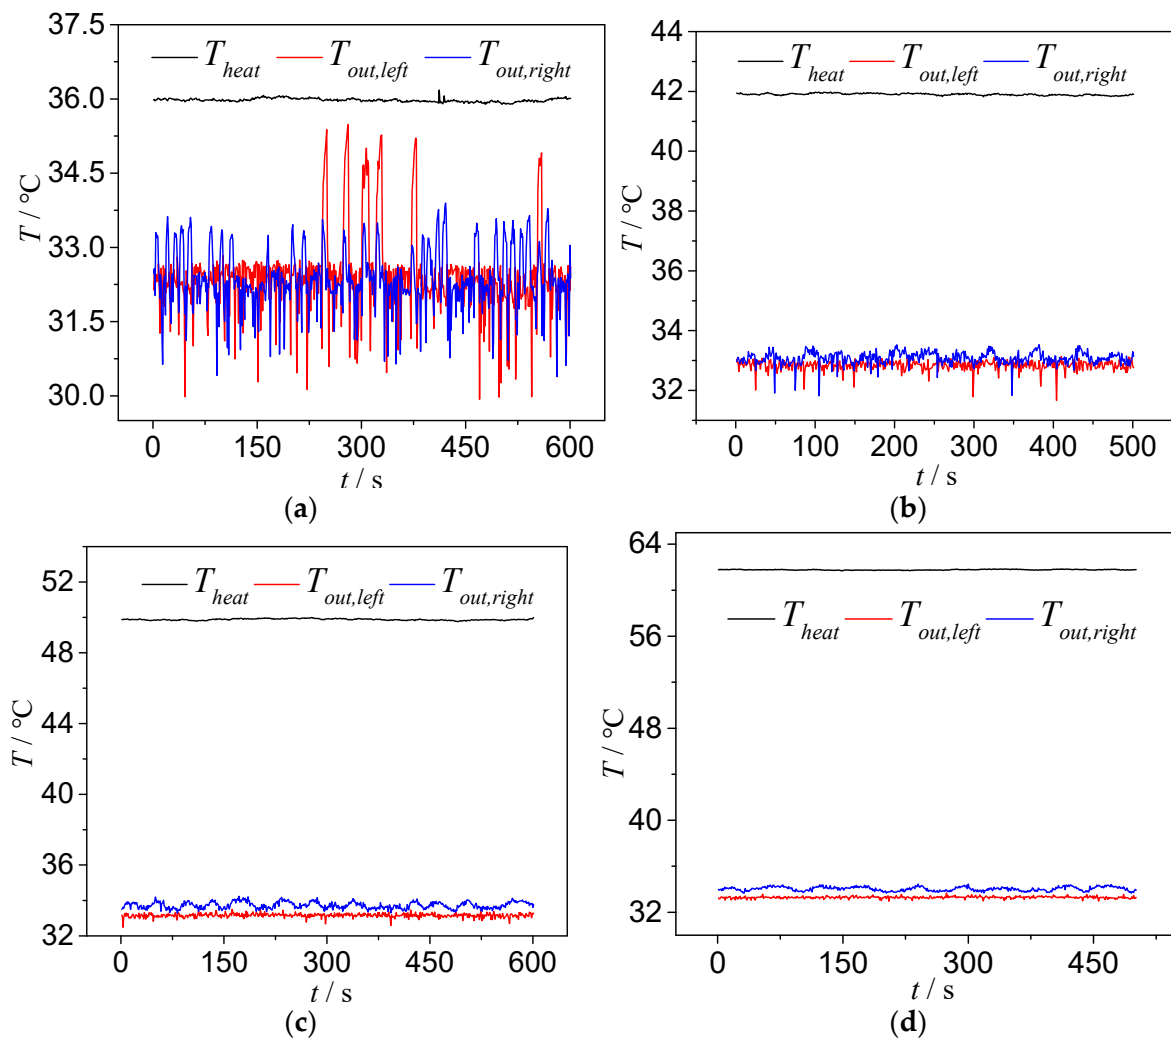 37.5
36.0
34.5
33.0
31.5
30.0
T / °C
T_heat T_out,left T_out,right
0 150 300 450 600
t / s
(a)
44
42
40
38
36
34
32
T / °C
T_heat T_out,left T_out,right
0 100 200 300 400 500
t / s
(b)
52
48
44
40
36
32
T / °C
T_heat T_out,left T_out,right
0 150 300 450 600
t / s
(c)
64
56
48
40
32
T / °C
T_heat T_out,left T_out,right
0 150 300 450
t / s
(d)